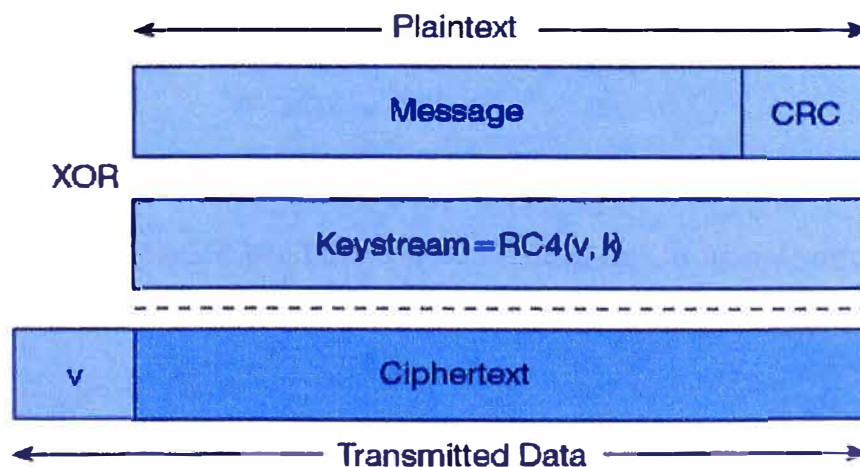 Plaintext
Message CRC
XOR
Keystream=RC4(v, k)
v Ciphertext
Transmitted Data